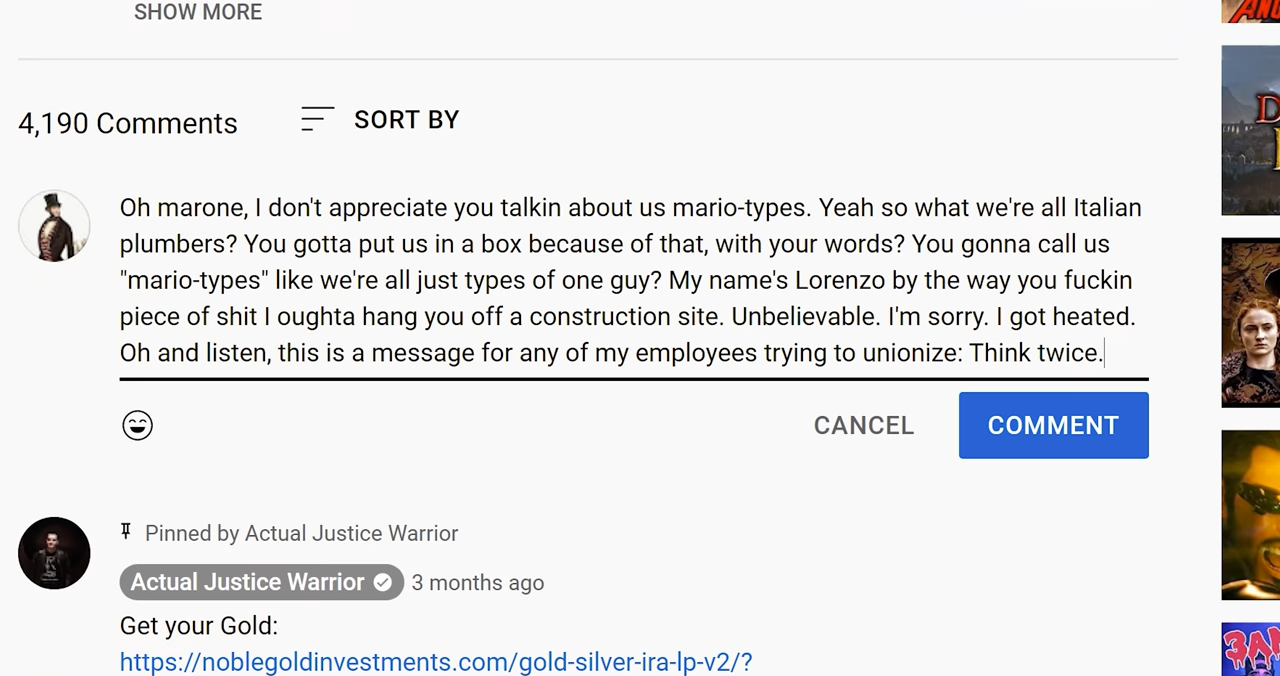 SHOW MORE
4,190 Comments
SORT BY
Oh marone, I don't appreciate you talkin about us mario-types. Yeah so what we're all Italian
plumbers? You gotta put us in a box because of that, with your words? You gonna call us
"mario-types" like we're all just types of one guy? My name's Lorenzo by the way you fuckin
piece of shit I oughta hang you off a construction site. Unbelievable. I'm sorry. I got heated.
Oh and listen, this is a message for any of my employees trying to unionize: Think twice.
CANCEL
COMMENT
Pinned by Actual Justice Warrior
Actual Justice Warrior
3 months ago
Get your Gold:
https://noblegoldinvestments.com/gold-silver-ira-lp-v2/?